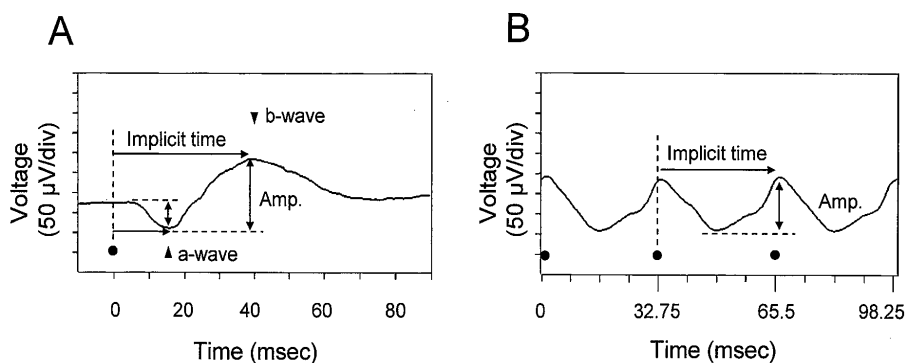 A
Voltage
(50 µV/div)
b-wave
Implicit time
Amp.
a-wave
0 20 40 60 80
Time (msec)
B
Voltage
(50 µV/div)
Implicit time
Amp.
0 32.75 65.5 98.25
Time (msec)